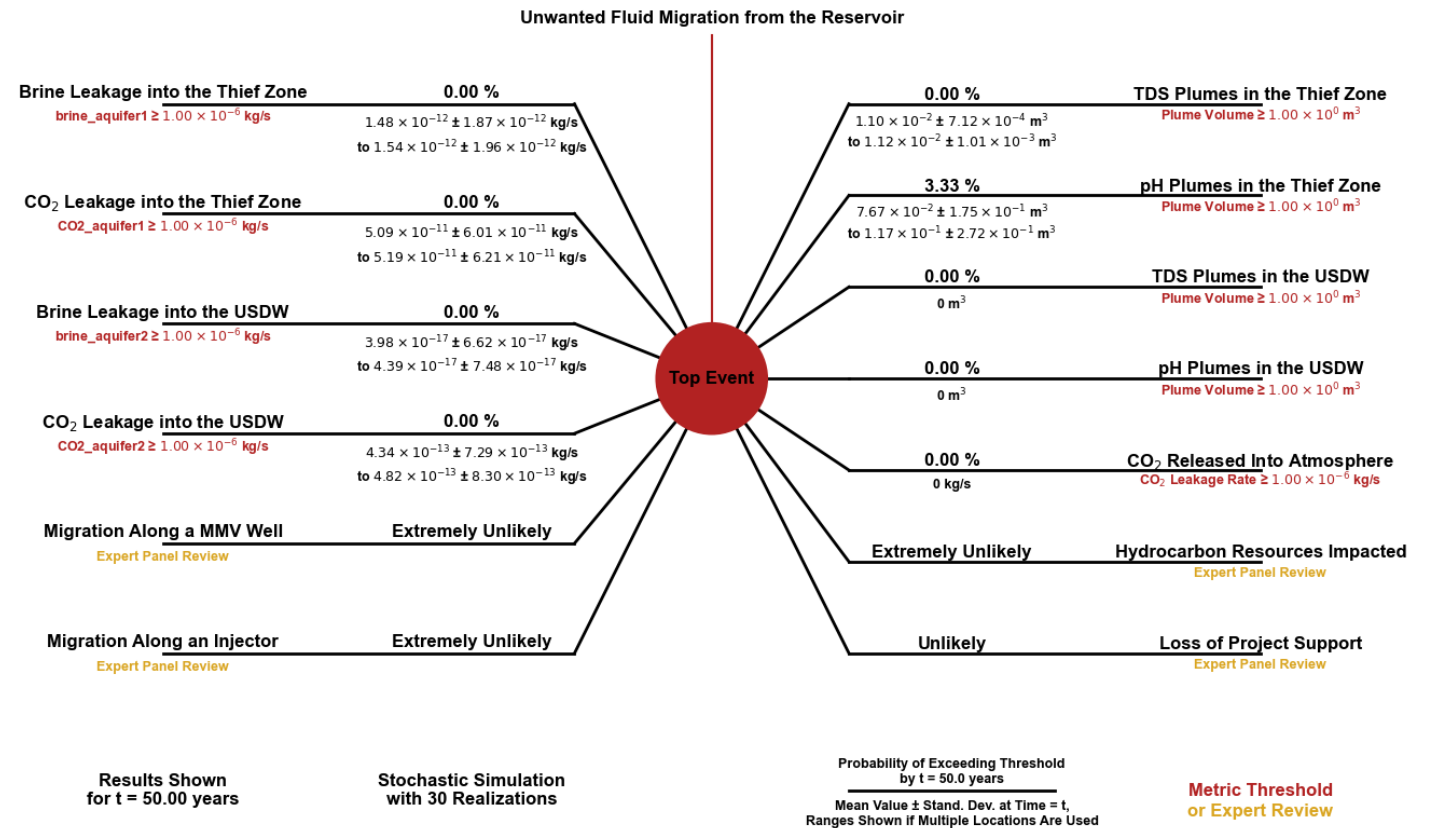 Unwanted Fluid Migration from the Reservoir
Brine Leakage into the Thief Zone
0.00 %
brine_aquifer1 ≥ 1.00 × 10⁻⁶ kg/s
1.48 × 10⁻¹² ± 1.87 × 10⁻¹² kg/s
to 1.54 × 10⁻¹² ± 1.96 × 10⁻¹² kg/s
CO₂ Leakage into the Thief Zone
0.00 %
CO2_aquifer1 ≥ 1.00 × 10⁻⁶ kg/s
5.09 × 10⁻¹¹ ± 6.01 × 10⁻¹¹ kg/s
to 5.19 × 10⁻¹¹ ± 6.21 × 10⁻¹¹ kg/s
Brine Leakage into the USDW
0.00 %
brine_aquifer2 ≥ 1.00 × 10⁻⁶ kg/s
3.98 × 10⁻¹⁷ ± 6.62 × 10⁻¹⁷ kg/s
to 4.39 × 10⁻¹⁷ ± 7.48 × 10⁻¹⁷ kg/s
CO₂ Leakage into the USDW
0.00 %
CO2_aquifer2 ≥ 1.00 × 10⁻⁶ kg/s
4.34 × 10⁻¹³ ± 7.29 × 10⁻¹³ kg/s
to 4.82 × 10⁻¹³ ± 8.30 × 10⁻¹³ kg/s
Migration Along a MMV Well
Extremely Unlikely
Expert Panel Review
Migration Along an Injector
Extremely Unlikely
Expert Panel Review
Top Event
0.00 %
TDS Plumes in the Thief Zone
Plume Volume ≥ 1.00 × 10⁰ m³
1.10 × 10⁻² ± 7.12 × 10⁻⁴ m³
to 1.12 × 10⁻² ± 1.01 × 10⁻³ m³
3.33 %
pH Plumes in the Thief Zone
Plume Volume ≥ 1.00 × 10⁰ m³
7.67 × 10⁻² ± 1.75 × 10⁻¹ m³
to 1.17 × 10⁻¹ ± 2.72 × 10⁻¹ m³
0.00 %
TDS Plumes in the USDW
Plume Volume ≥ 1.00 × 10⁰ m³
0 m³
0.00 %
pH Plumes in the USDW
Plume Volume ≥ 1.00 × 10⁰ m³
0 m³
0.00 %
CO₂ Released Into Atmosphere
CO₂ Leakage Rate ≥ 1.00 × 10⁻⁶ kg/s
0 kg/s
Extremely Unlikely
Hydrocarbon Resources Impacted
Expert Panel Review
Unlikely
Loss of Project Support
Expert Panel Review
Results Shown
for t = 50.00 years
Stochastic Simulation
with 30 Realizations
Probability of Exceeding Threshold
by t = 50.0 years
Mean Value ± Stand. Dev. at Time = t,
Ranges Shown if Multiple Locations Are Used
Metric Threshold
or Expert Review